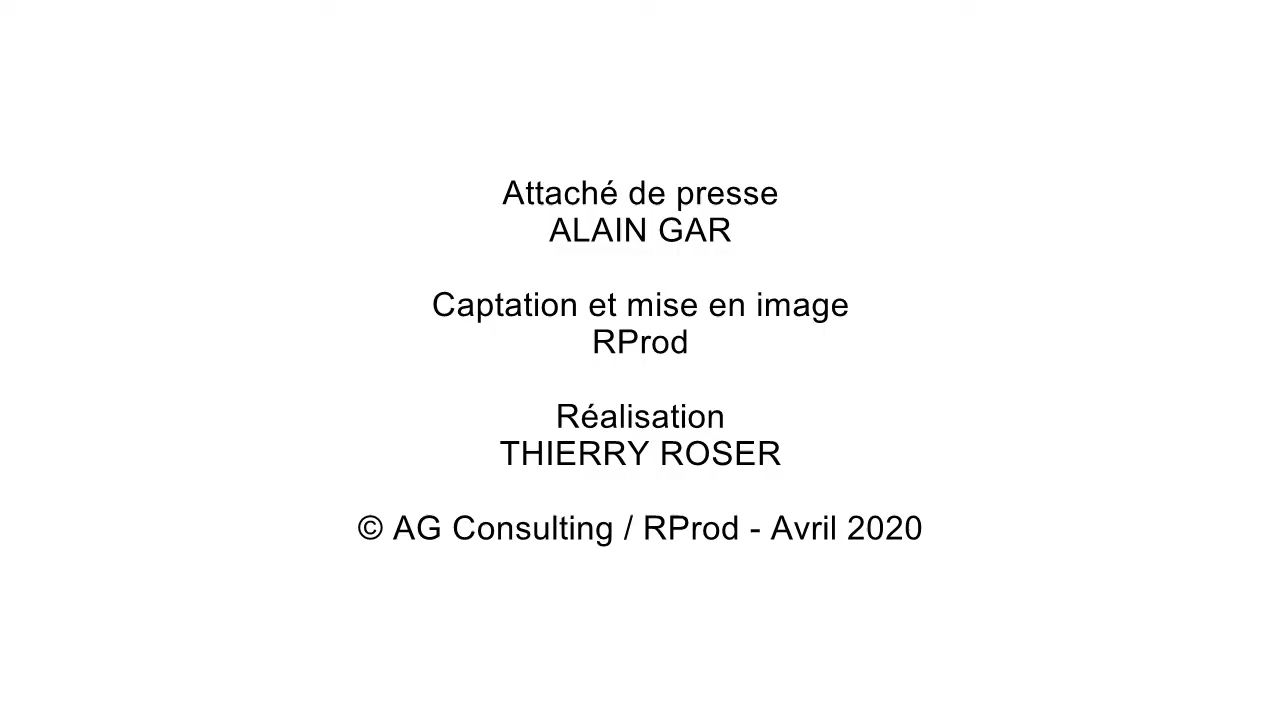 Attaché de presse
ALAIN GAR
Captation et mise en image
RProd
Réalisation
THIERRY ROSER
© AG Consulting / RProd - Avril 2020